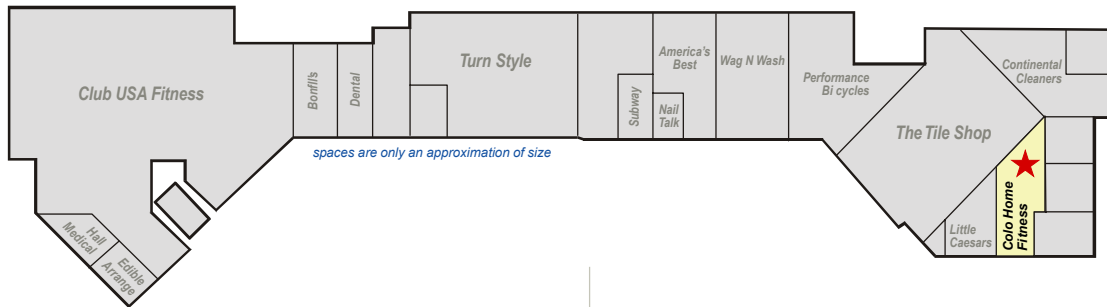 Club USA Fitness
Hall
Medical
Edible
Arrange
Bonfil's
Dental
Turn Style
spaces are only an approximation of size
Subway
America's
Best
Nail
Talk
Wag N Wash
Performance
Bi cycles
The Tile Shop
Continental
Cleaners
Little
Caesars
Colo Home
Fitness